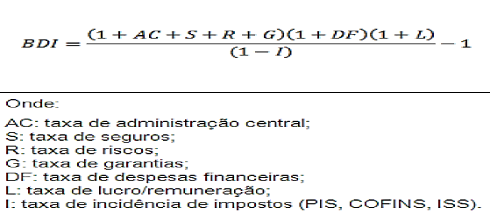 BDI = (1 + AC + S + R + G)(1 + DF)(1 + L) / (1 − I) − 1
Onde:
AC: taxa de administração central;
S: taxa de seguros;
R: taxa de riscos;
G: taxa de garantias;
DF: taxa de despesas financeiras;
L: taxa de lucro/remuneração;
I: taxa de incidência de impostos (PIS, COFINS, ISS).